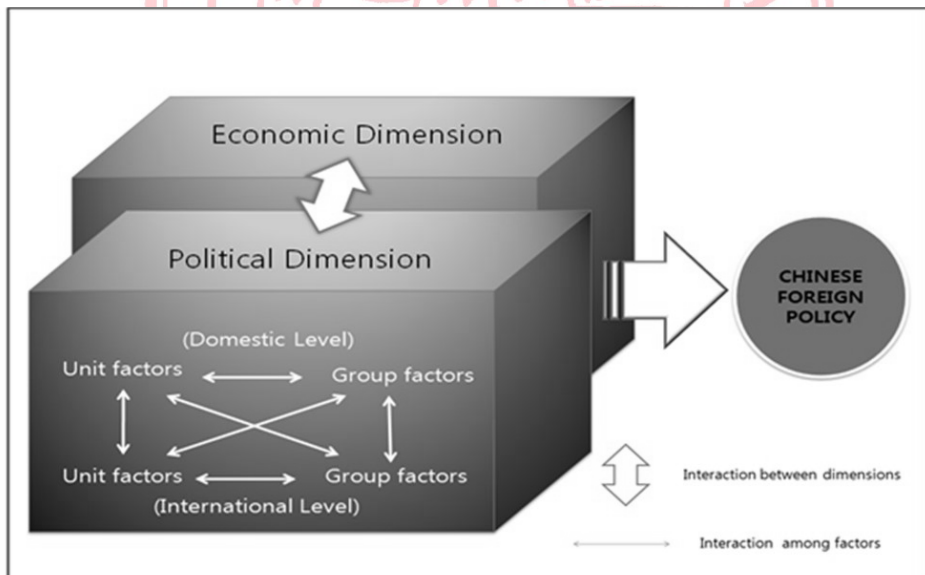 Economic Dimension
Political Dimension
(Domestic Level)
Unit factors Group factors
Unit factors Group factors
(International Level)
CHINESE
FOREIGN
POLICY
Interaction between dimensions
Interaction among factors